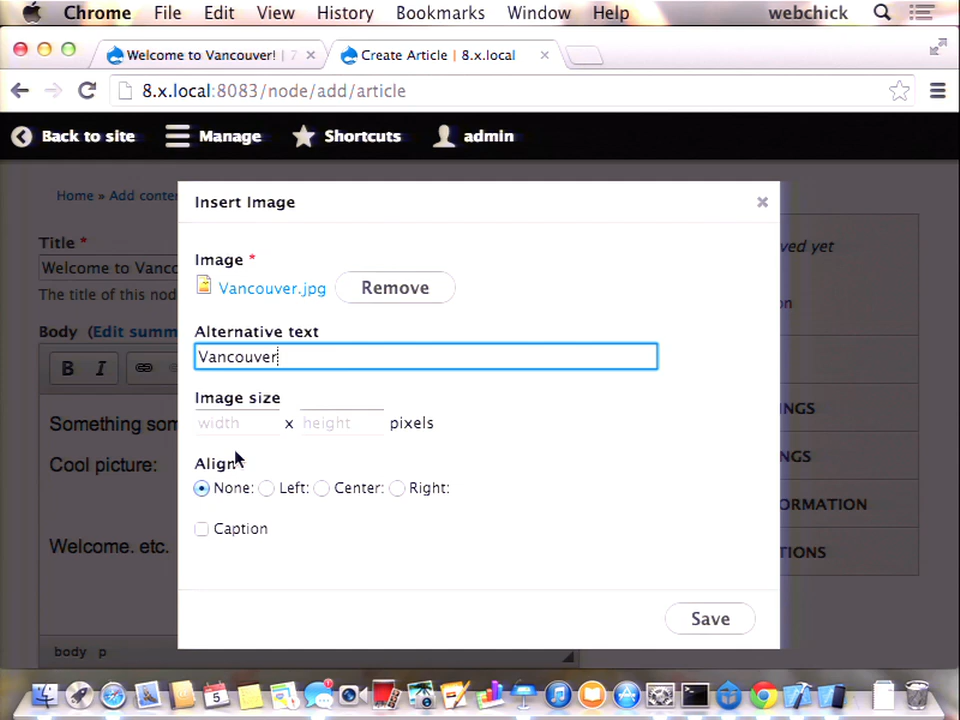 Chrome File Edit View History Bookmarks Window Help webchick
Welcome to Vancouver! | 7 Create Article | 8.x.local
8.x.local:8083/node/add/article
Back to site Manage Shortcuts admin
Home » Add conte
Insert Image
Title *
ved yet
Image *
Welcome to Vanco
Vancouver.jpg Remove
The title of this nod
on
Body (Edit summ
Alternative text
B I
Vancouver
Image size
INGS
Something som
width x height pixels
GS
Cool picture:
Align
None: Left: Center: Right:
ORMATION
Caption
Welcome. etc.
TIONS
Save
body p
5